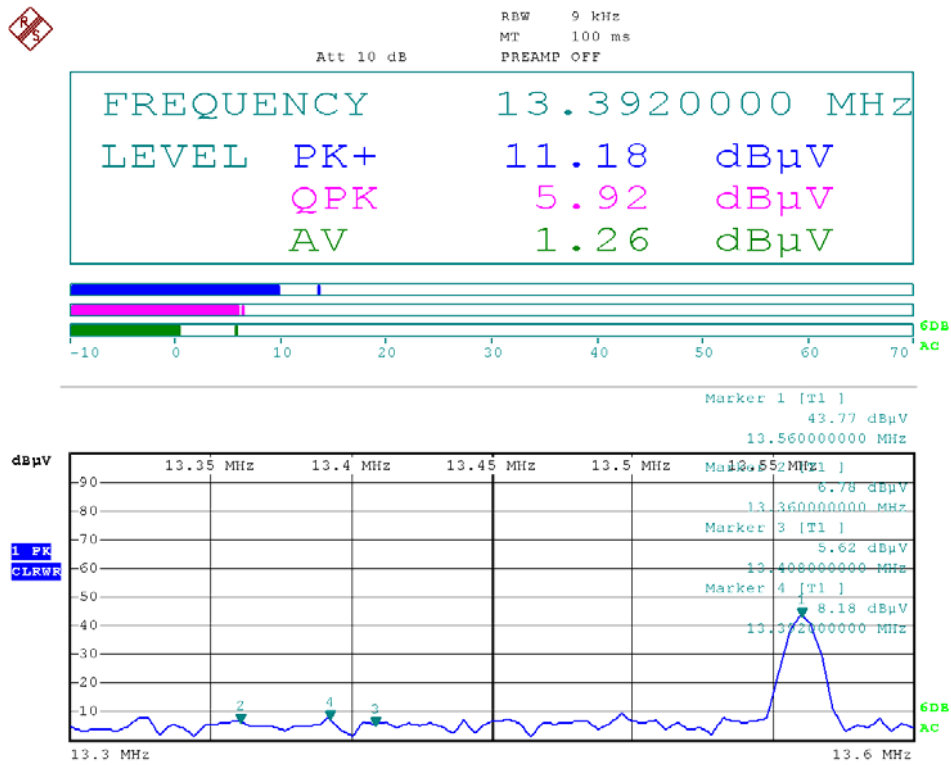 R S
RBW 9 kHz
MT 100 ms
Att 10 dB PREAMP OFF
FREQUENCY 13.3920000 MHz
LEVEL PK+ 11.18 dBµV
QPK 5.92 dBµV
AV 1.26 dBµV
6DB
AC
-10 0 10 20 30 40 50 60 70
Marker 1 [T1 ]
43.77 dBµV
13.560000000 MHz
dBµV
13.35 MHz 13.4 MHz 13.45 MHz 13.5 MHz 13.55 MHz
Marker 2 [T1 ]
6.78 dBµV
13.360000000 MHz
Marker 3 [T1 ]
5.62 dBµV
13.408000000 MHz
Marker 4 [T1 ]
8.18 dBµV
13.392000000 MHz
1 PK
CLRWR
90
80
70
60
50
40
30
20
10
2
4
3
1
6DB
AC
13.3 MHz 13.6 MHz